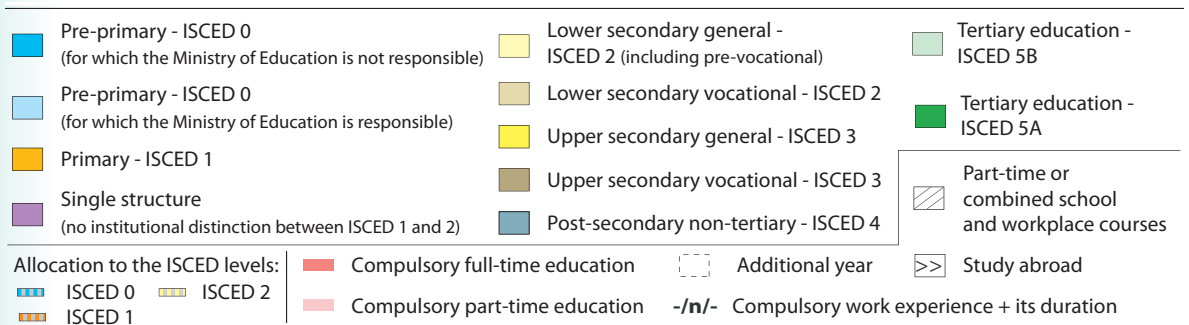 Pre-primary - ISCED 0
(for which the Ministry of Education is not responsible)
Pre-primary - ISCED 0
(for which the Ministry of Education is responsible)
Primary - ISCED 1
Single structure
(no institutional distinction between ISCED 1 and 2)
Lower secondary general -
ISCED 2 (including pre-vocational)
Lower secondary vocational - ISCED 2
Upper secondary general - ISCED 3
Upper secondary vocational - ISCED 3
Post-secondary non-tertiary - ISCED 4
Tertiary education -
ISCED 5B
Tertiary education -
ISCED 5A
Part-time or
combined school
and workplace courses
Allocation to the ISCED levels:
ISCED 0 ISCED 2
ISCED 1
Compulsory full-time education
Additional year
>> Study abroad
Compulsory part-time education
-/n/- Compulsory work experience + its duration